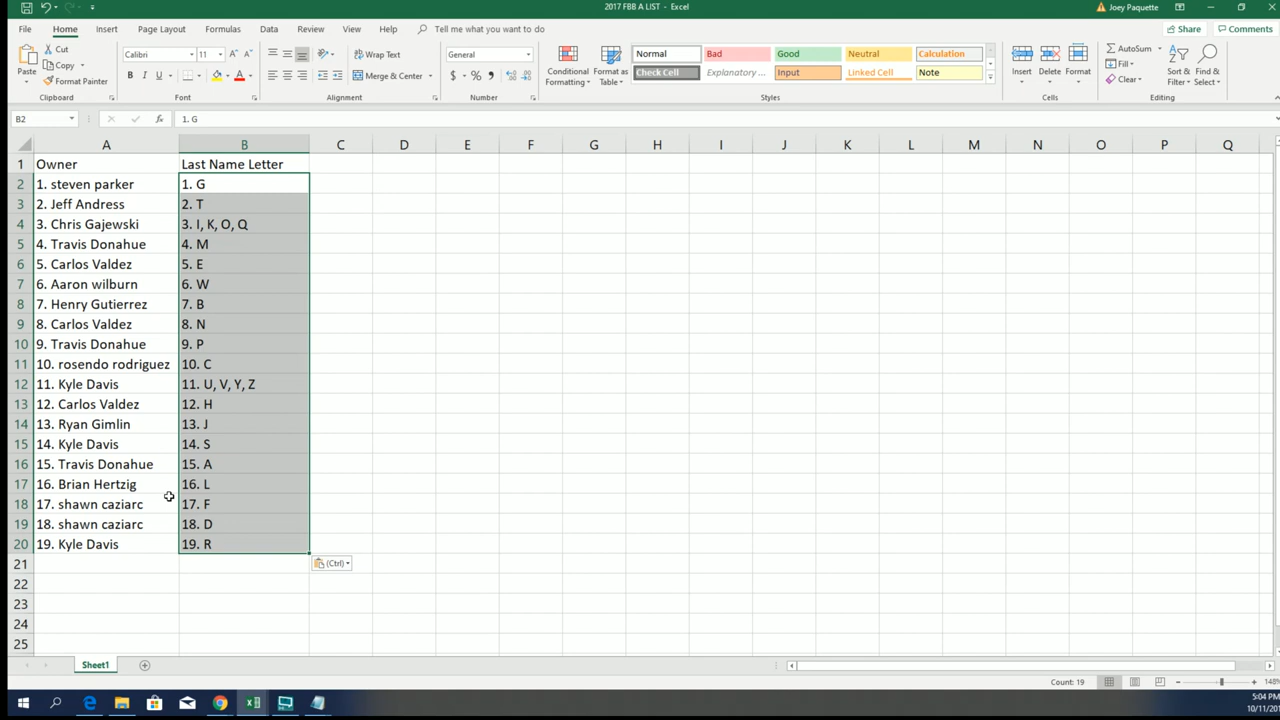 2017 FBB A LIST - Excel
Joey Paquette
File Home Insert Page Layout Formulas Data Review View Help Tell me what you want to do
Share Comments
Paste
Cut
Copy
Format Painter
Clipboard
Calibri 11
B I U
Font
Wrap Text
Merge & Center
Alignment
General
$ % ,
Number
Conditional Formatting
Format as Table
Normal Bad Good Neutral Calculation
Check Cell Explanatory ... Input Linked Cell Note
Styles
Insert Delete Format
Cells
AutoSum
Fill
Clear
Sort & Filter
Find & Select
Editing
B2 fx 1. G
A B C D E F G H I J K L M N O P Q
1 Owner Last Name Letter
2 1. steven parker 1. G
3 2. Jeff Andress 2. T
4 3. Chris Gajewski 3. I, K, O, Q
5 4. Travis Donahue 4. M
6 5. Carlos Valdez 5. E
7 6. Aaron wilburn 6. W
8 7. Henry Gutierrez 7. B
9 8. Carlos Valdez 8. N
10 9. Travis Donahue 9. P
11 10. rosendo rodriguez 10. C
12 11. Kyle Davis 11. U, V, Y, Z
13 12. Carlos Valdez 12. H
14 13. Ryan Gimlin 13. J
15 14. Kyle Davis 14. S
16 15. Travis Donahue 15. A
17 16. Brian Hertzig 16. L
18 17. shawn caziarc 17. F
19 18. shawn caziarc 18. D
20 19. Kyle Davis 19. R
21 (Ctrl)
22
23
24
25
Sheet1
Count: 19
148%
5:04 PM
10/11/20